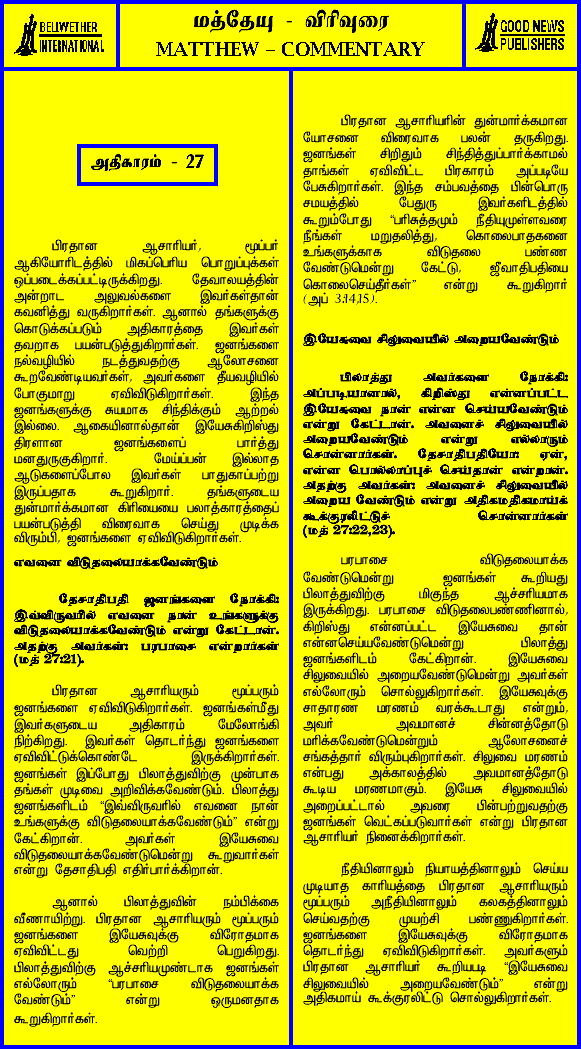 BELIWETHER
INTERNATIONAL
மத்தேயு - விரிவுரை
MATTHEW – COMMENTARY
GOOD NEWS
PUBLISHERS
அதிகாரம் - 27
பிரதான ஆசாரியர், மூப்பர்
ஆகியோரிடத்தில் மிகப்பெரிய பொறுப்புக்கள்
ஒப்படைக்கப்பட்டிருக்கிறது. தேவாலயத்தின்
அன்றாட அலுவல்களை இவர்கள்தான்
கவனித்து வருகிறார்கள். ஆனால் தங்களுக்கு
கொடுக்கப்படும் அதிகாரத்தை இவர்கள்
தவறாக பயன்படுத்துகிறார்கள். ஜனங்களை
நல்வழியில் நடத்துவதற்கு ஆலோசனை
கூறவேண்டியவர்கள், அவர்களை தீயவழியில்
போகுமாறு ஏவிவிடுகிறார்கள். இந்த
ஜனங்களுக்கு சுயமாக சிந்திக்கும் ஆற்றல்
இல்லை. ஆகையினால்தான் இயேசுகிறிஸ்து
திரளான ஜனங்களைப் பார்த்து
மனதுருகுகிறார். மேய்ப்பன் இல்லாத
ஆடுகளைப்போல இவர்கள் பாதுகாப்பற்று
இருப்பதாக கூறுகிறார். தங்களுடைய
துன்மார்க்கமான கிரியையை பலாத்காரத்தைப்
பயன்படுத்தி விரைவாக செய்து முடிக்க
விரும்பி, ஜனங்களை ஏவிவிடுகிறார்கள்.
எவனை விடுதலையாக்கவேண்டும்
தேசாதிபதி ஜனங்களை நோக்கி:
இவ்விருவரில் எவனை நான் உங்களுக்கு
விடுதலையாக்கவேண்டும் என்று கேட்டான்.
அதற்கு அவர்கள்: பரபாசை என்றார்கள்
(மத் 27:21).
பிரதான ஆசாரியரும் மூப்பரும்
ஜனங்களை ஏவிவிடுகிறார்கள். ஜனங்கள்மீது
இவர்களுடைய அதிகாரம் மேலோங்கி
நிற்கிறது. இவர்கள் தொடர்ந்து ஜனங்களை
ஏவிவிட்டுக்கொண்டே இருக்கிறார்கள்.
ஜனங்கள் இப்போது பிலாத்துவிற்கு முன்பாக
தங்கள் முடிவை அறிவிக்கவேண்டும். பிலாத்து
ஜனங்களிடம் “இவ்விருவரில் எவனை நான்
உங்களுக்கு விடுதலையாக்கவேண்டும்” என்று
கேட்கிறான். அவர்கள் இயேசுவை
விடுதலையாக்கவேண்டுமென்று கூறுவார்கள்
என்று தேசாதிபதி எதிர்பார்க்கிறான்.
ஆனால் பிலாத்துவின் நம்பிக்கை
வீணாயிற்று. பிரதான ஆசாரியரும் மூப்பரும்
ஜனங்களை இயேசுவுக்கு விரோதமாக
ஏவிவிட்டது வெற்றி பெறுகிறது.
பிலாத்துவிற்கு ஆச்சரியமுண்டாக ஜனங்கள்
எல்லோரும் “பரபாசை விடுதலையாக்க
வேண்டும்” என்று ஒருமனதாக
கூறுகிறார்கள்.
பிரதான ஆசாரியரின் துன்மார்க்கமான
யோசனை விரைவாக பலன் தருகிறது.
ஜனங்கள் சிறிதும் சிந்தித்துப்பார்க்காமல்
தாங்கள் ஏவிவிட்ட பிரகாரம் அப்படியே
பேசுகிறார்கள். இந்த சம்பவத்தை பின்பொரு
சமயத்தில் பேதுரு இவர்களிடத்தில்
கூறும்போது “பரிசுத்தமும் நீதியுமுள்ளவரை
நீங்கள் மறுதலித்து, கொலைபாதகனை
உங்களுக்காக விடுதலை பண்ண
வேண்டுமென்று கேட்டு, ஜீவாதிபதியை
கொலைசெய்தீர்கள்” என்று கூறுகிறார்
(அப் 3:14,15).
இயேசுவை சிலுவையில் அறையவேண்டும்
பிலாத்து அவர்களை நோக்கி:
அப்படியானால், கிறிஸ்து என்னப்பட்ட
இயேசுவை நான் என்ன செய்யவேண்டும்
என்று கேட்டான். அவனைச் சிலுவையில்
அறையவேண்டும் என்று எல்லாரும்
சொன்னார்கள். தேசாதிபதியோ: ஏன்,
என்ன பொல்லாப்புச் செய்தான் என்றான்.
அதற்கு அவர்கள்: அவனைச் சிலுவையில்
அறைய வேண்டும் என்று அதிகமதிகமாய்க்
கூக்குரலிட்டுச் சொன்னார்கள்
(மத் 27:22,23).
பரபாசை விடுதலையாக்க
வேண்டுமென்று ஜனங்கள் கூறியது
பிலாத்துவிற்கு மிகுந்த ஆச்சரியமாக
இருக்கிறது. பரபாசை விடுதலைபண்ணினால்,
கிறிஸ்து என்னப்பட்ட இயேசுவை தான்
என்னசெய்யவேண்டுமென்று பிலாத்து
ஜனங்களிடம் கேட்கிறான். இயேசுவை
சிலுவையில் அறையவேண்டுமென்று அவர்கள்
எல்லோரும் சொல்லுகிறார்கள். இயேசுவுக்கு
சாதாரண மரணம் வரக்கூடாது என்றும்,
அவர் அவமானச் சின்னத்தோடு
மரிக்கவேண்டுமென்றும் ஆலோசனைச்
சங்கத்தார் விரும்புகிறார்கள். சிலுவை மரணம்
என்பது அக்காலத்தில் அவமானத்தோடு
கூடிய மரணமாகும். இயேசு சிலுவையில்
அறைப்பட்டால் அவரை பின்பற்றுவதற்கு
ஜனங்கள் வெட்கப்படுவார்கள் என்று பிரதான
ஆசாரியர் நினைக்கிறார்கள்.
நீதியினாலும் நியாயத்தினாலும் செய்ய
முடியாத காரியத்தை பிரதான ஆசாரியரும்
மூப்பரும் அநீதியினாலும் கலகத்தினாலும்
செய்வதற்கு முயற்சி பண்ணுகிறார்கள்.
ஜனங்களை இயேசுவுக்கு விரோதமாக
தொடர்ந்து ஏவிவிடுகிறார்கள். அவர்களும்
பிரதான ஆசாரியர் கூறியபடி “இயேசுவை
சிலுவையில் அறையவேண்டும்” என்று
அதிகமாய் கூக்குரலிட்டு சொல்லுகிறார்கள்.